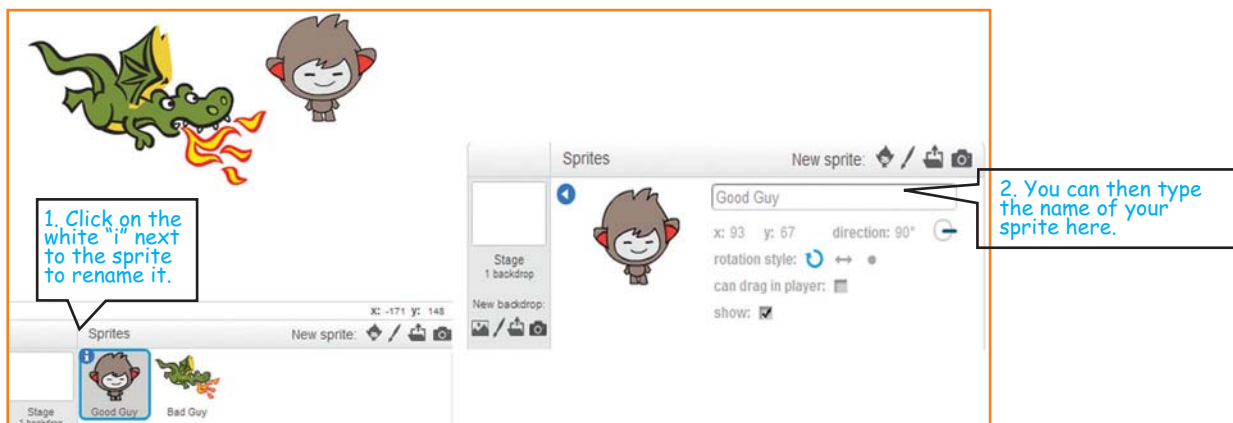 1. Click on the
white "i" next
to the sprite
to rename it.
x: -171 y: 148
Sprites
New sprite:
i
Stage
1 backdrop
Good Guy
Bad Guy
Sprites
New sprite:
Good Guy
x: 93 y: 67 direction: 90°
rotation style:
can drag in player:
show:
Stage
1 backdrop
New backdrop:
2. You can then type
the name of your
sprite here.